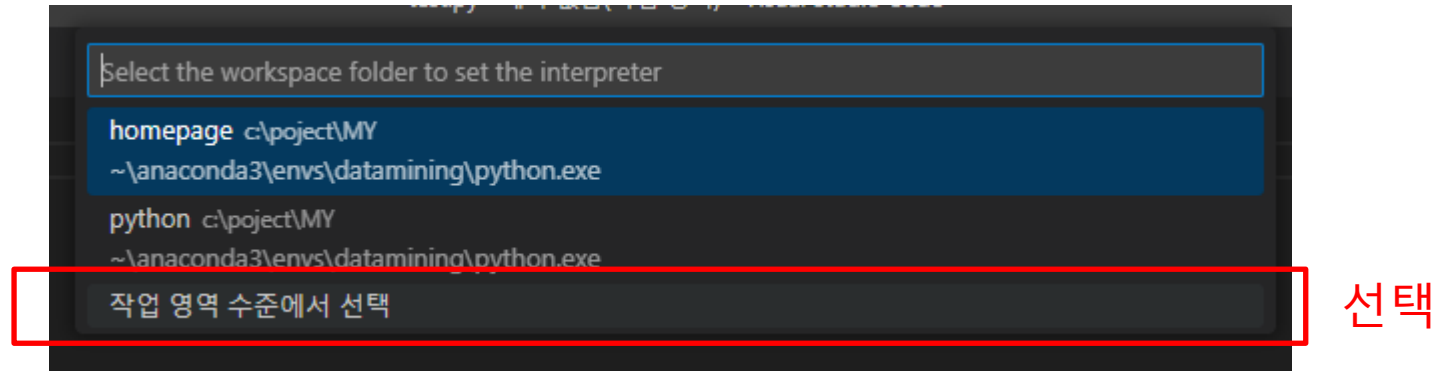 Select the workspace folder to set the interpreter
homepage c:\poject\MY
~\anaconda3\envs\datamining\python.exe
python c:\poject\MY
~\anaconda3\envs\datamining\python.exe
작업 영역 수준에서 선택
선택